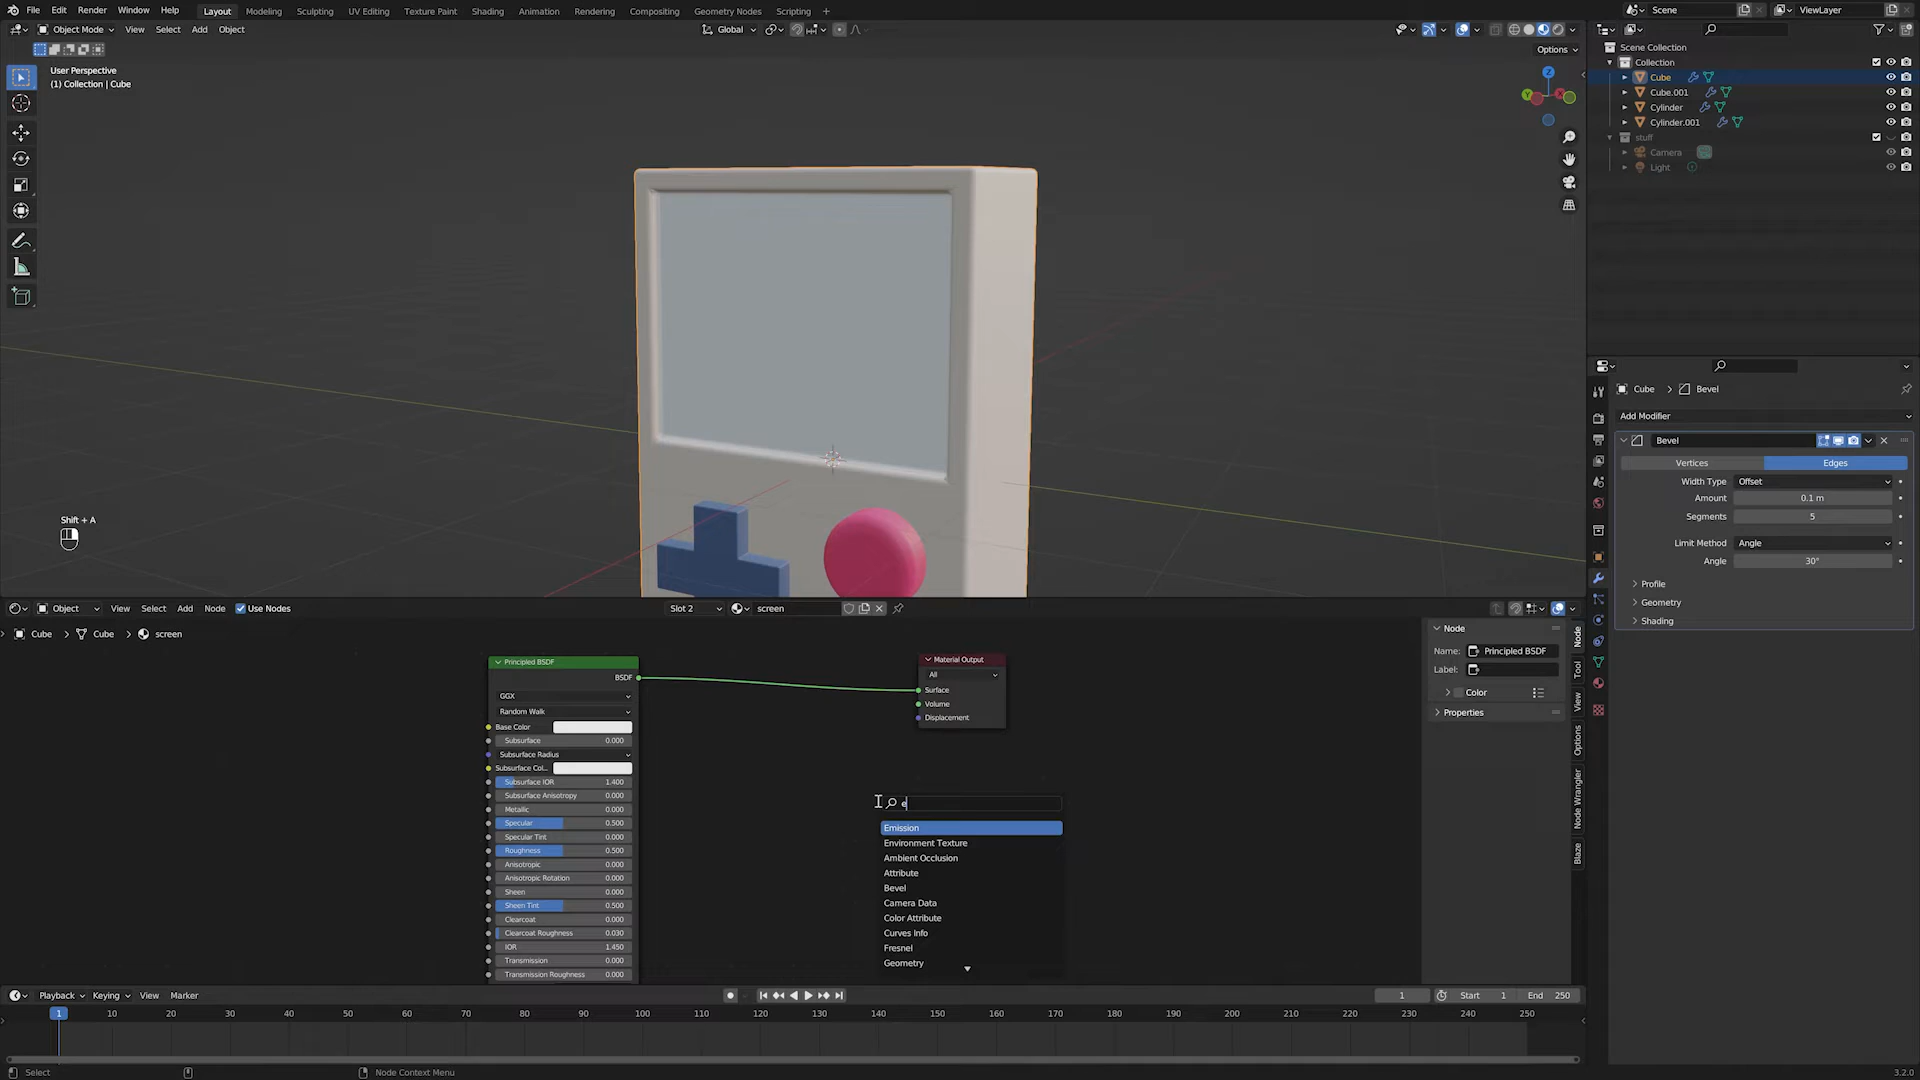 File Edit Render Window Help Layout Modeling Sculpting UV Editing Texture Paint Shading Animation Rendering Compositing Geometry Nodes Scripting + Scene ViewLayer
Object Mode View Select Add Object Global
Options
User Perspective
(1) Collection | Cube
Z
Y
X
Scene Collection
Collection
Cube
Cube.001
Cylinder
Cylinder.001
stuff
Camera
Light
Cube > Bevel
Add Modifier
Bevel
Vertices Edges
Width Type Offset
Amount 0.1 m
Segments 5
Limit Method Angle
Angle 30°
Profile
Geometry
Shading
Shift + A
Object View Select Add Node Use Nodes Slot 2 screen
Cube > Cube > screen
Principled BSDF
BSDF
GGX
Random Walk
Base Color
Subsurface 0.000
Subsurface Radius
Subsurface Col...
Subsurface IOR 1.400
Subsurface Anisotropy 0.000
Metallic 0.000
Specular 0.500
Specular Tint 0.000
Roughness 0.500
Anisotropic 0.000
Anisotropic Rotation 0.000
Sheen 0.000
Sheen Tint 0.500
Clearcoat 0.000
Clearcoat Roughness 0.030
IOR 1.450
Transmission 0.000
Transmission Roughness 0.000
Material Output
All
Surface
Volume
Displacement
e
Emission
Environment Texture
Ambient Occlusion
Attribute
Bevel
Camera Data
Color Attribute
Curves Info
Fresnel
Geometry
Node
Name: Principled BSDF
Label:
Color
Properties
Node
Tool
View
Options
Node Wrangler
Blaze
Playback Keying View Marker 1 Start 1 End 250
1 10 20 30 40 50 60 70 80 90 100 110 120 130 140 150 160 170 180 190 200 210 220 230 240 250
Select Node Context Menu 3.2.0